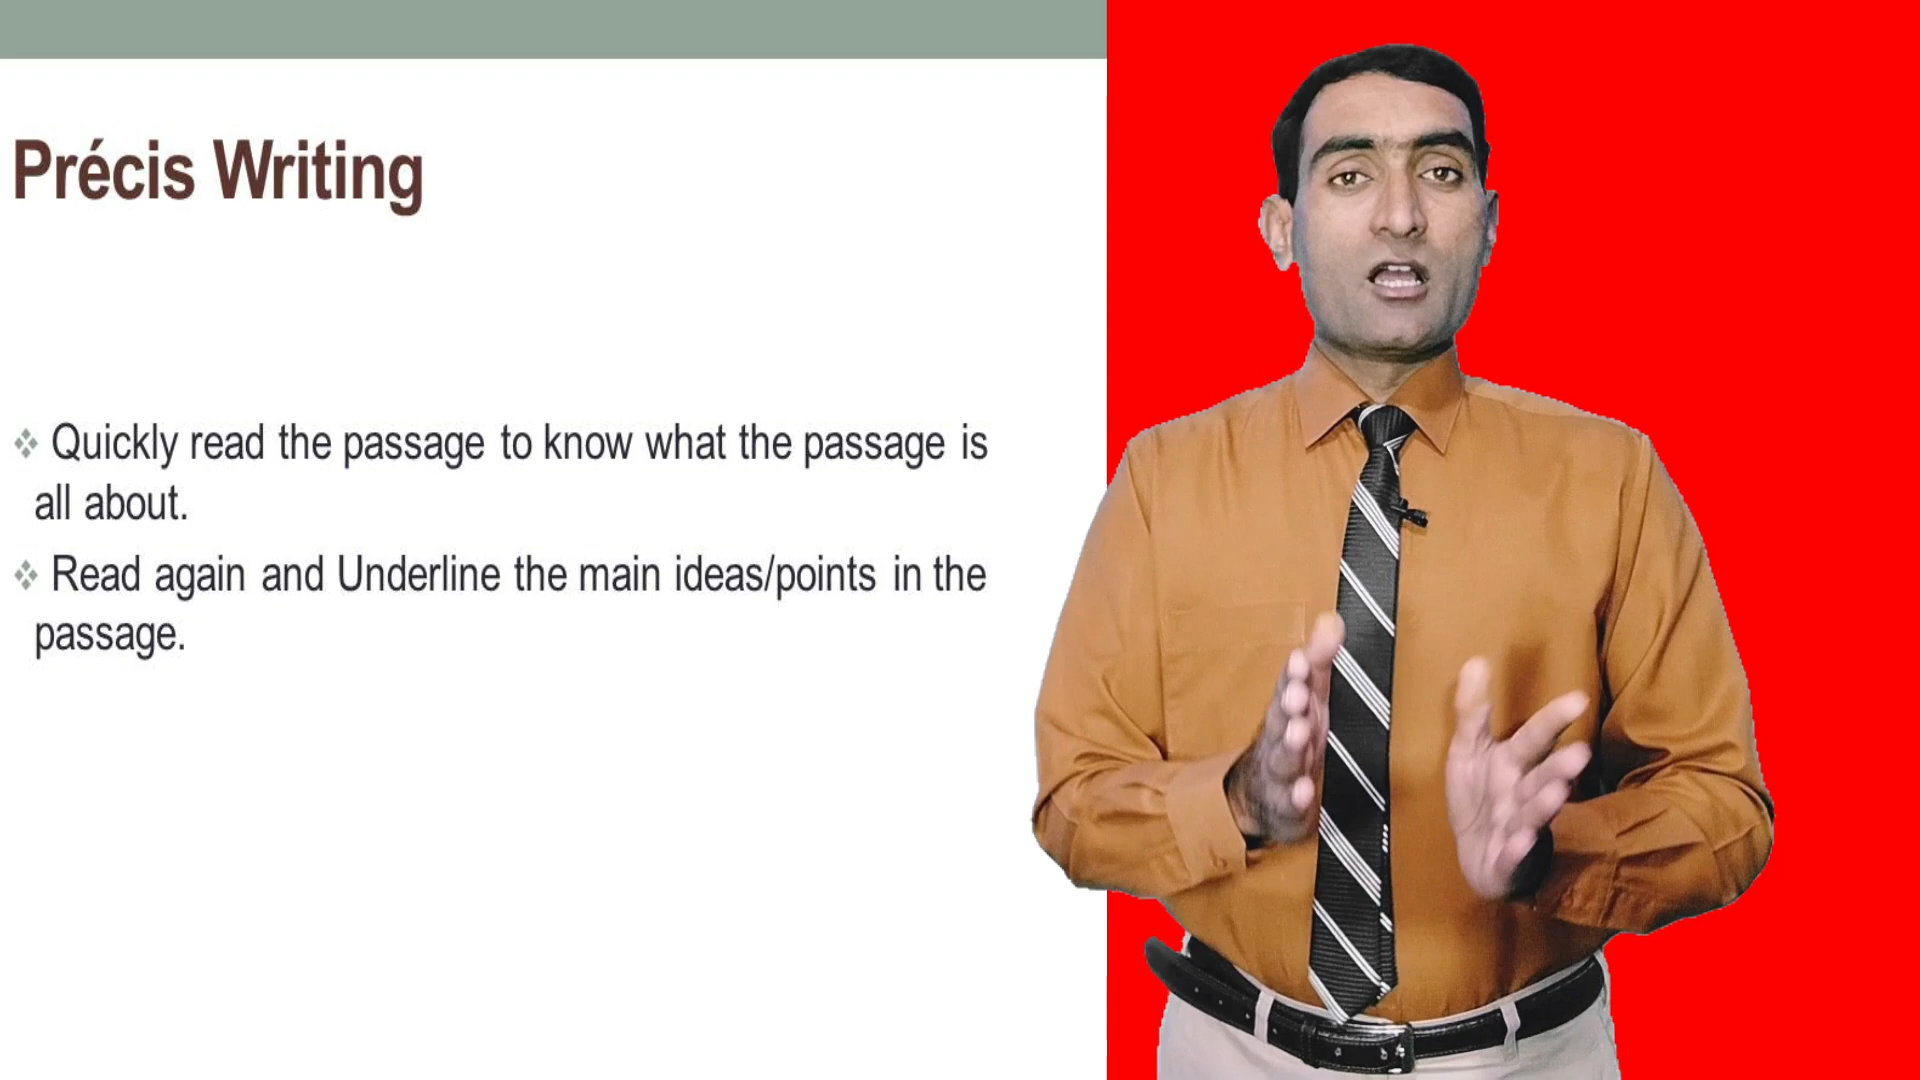 Précis Writing
Quickly read the passage to know what the passage is
all about.
Read again and Underline the main ideas/points in the
passage.